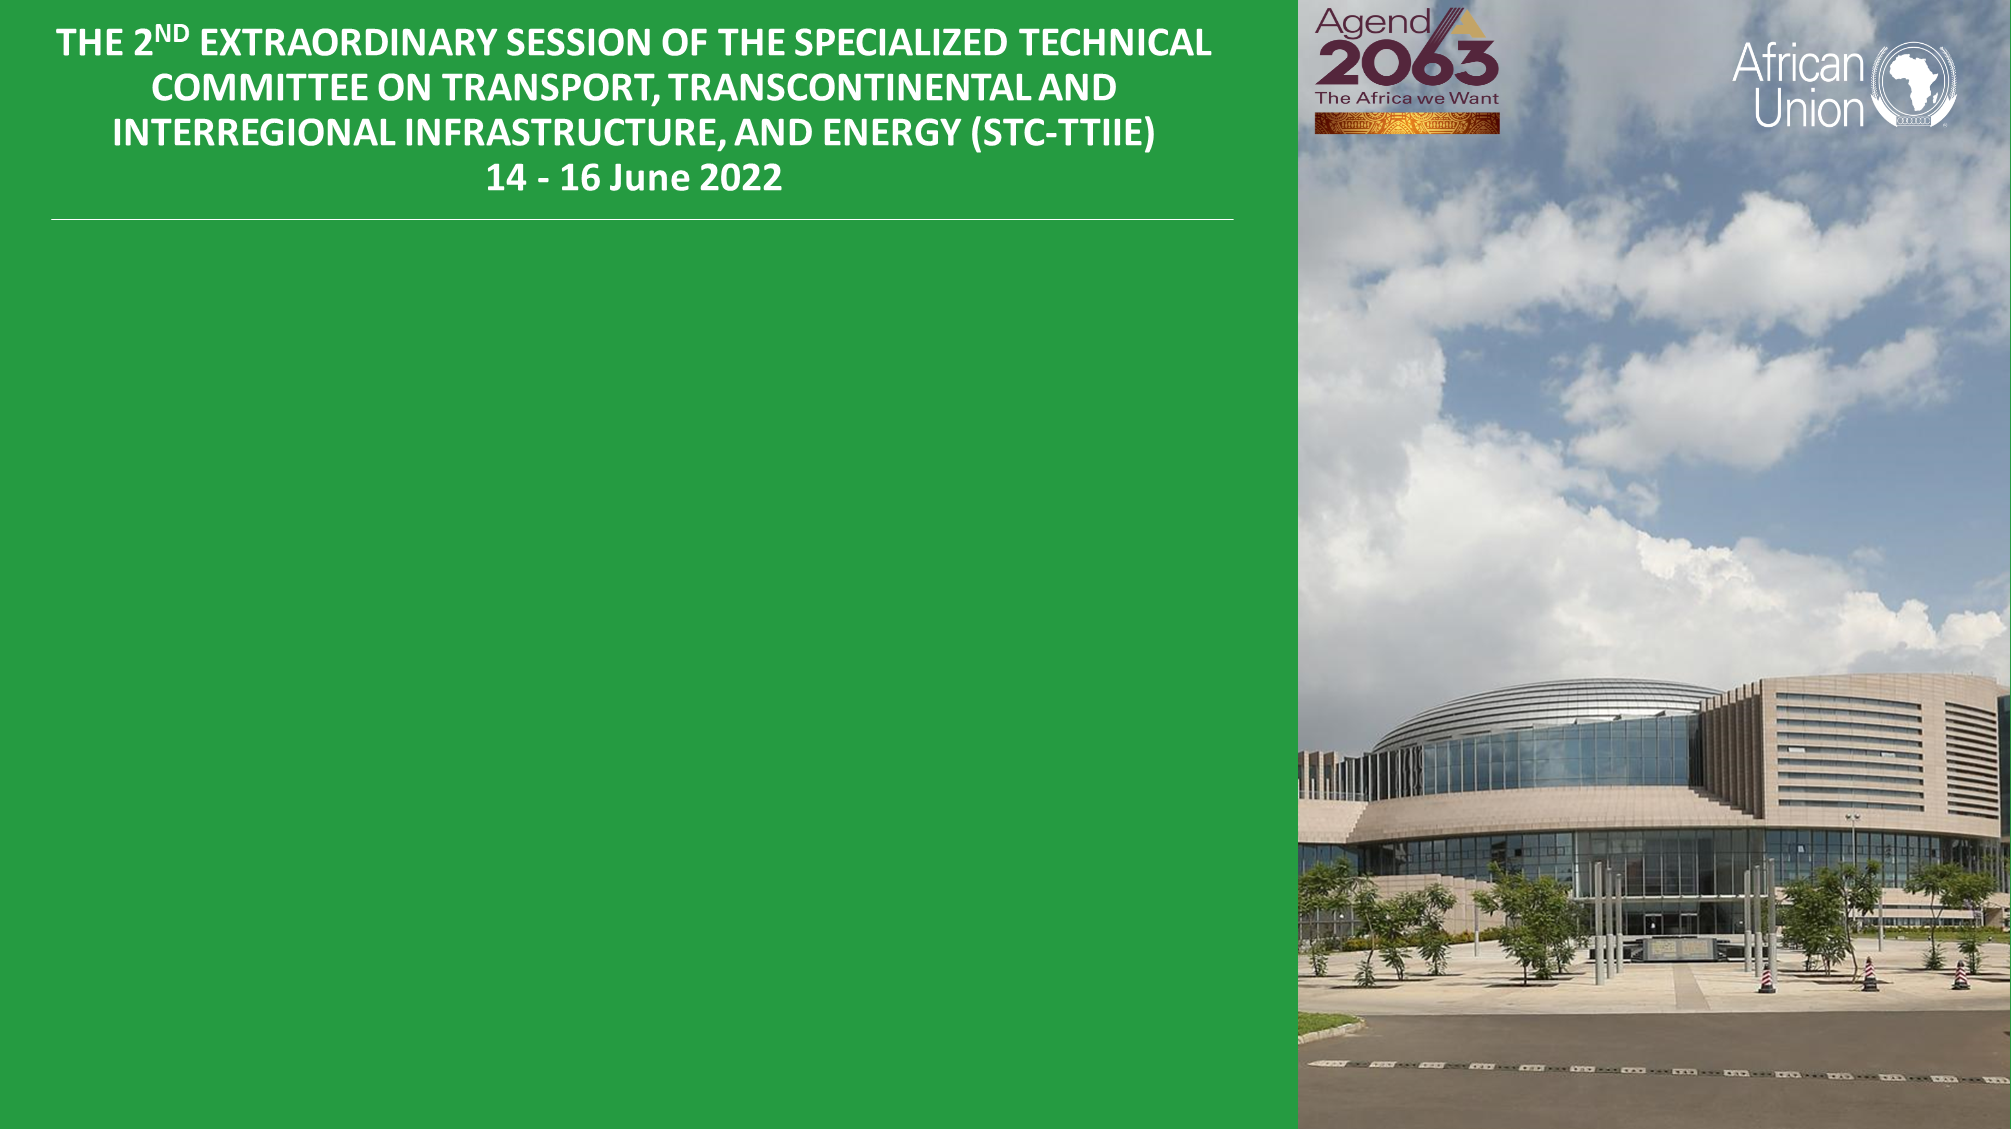 THE 2ND EXTRAORDINARY SESSION OF THE SPECIALIZED TECHNICAL
COMMITTEE ON TRANSPORT, TRANSCONTINENTAL AND
INTERREGIONAL INFRASTRUCTURE, AND ENERGY (STC-TTIIE)
14 - 16 June 2022
Agenda
2063
The Africa we Want
African
Union